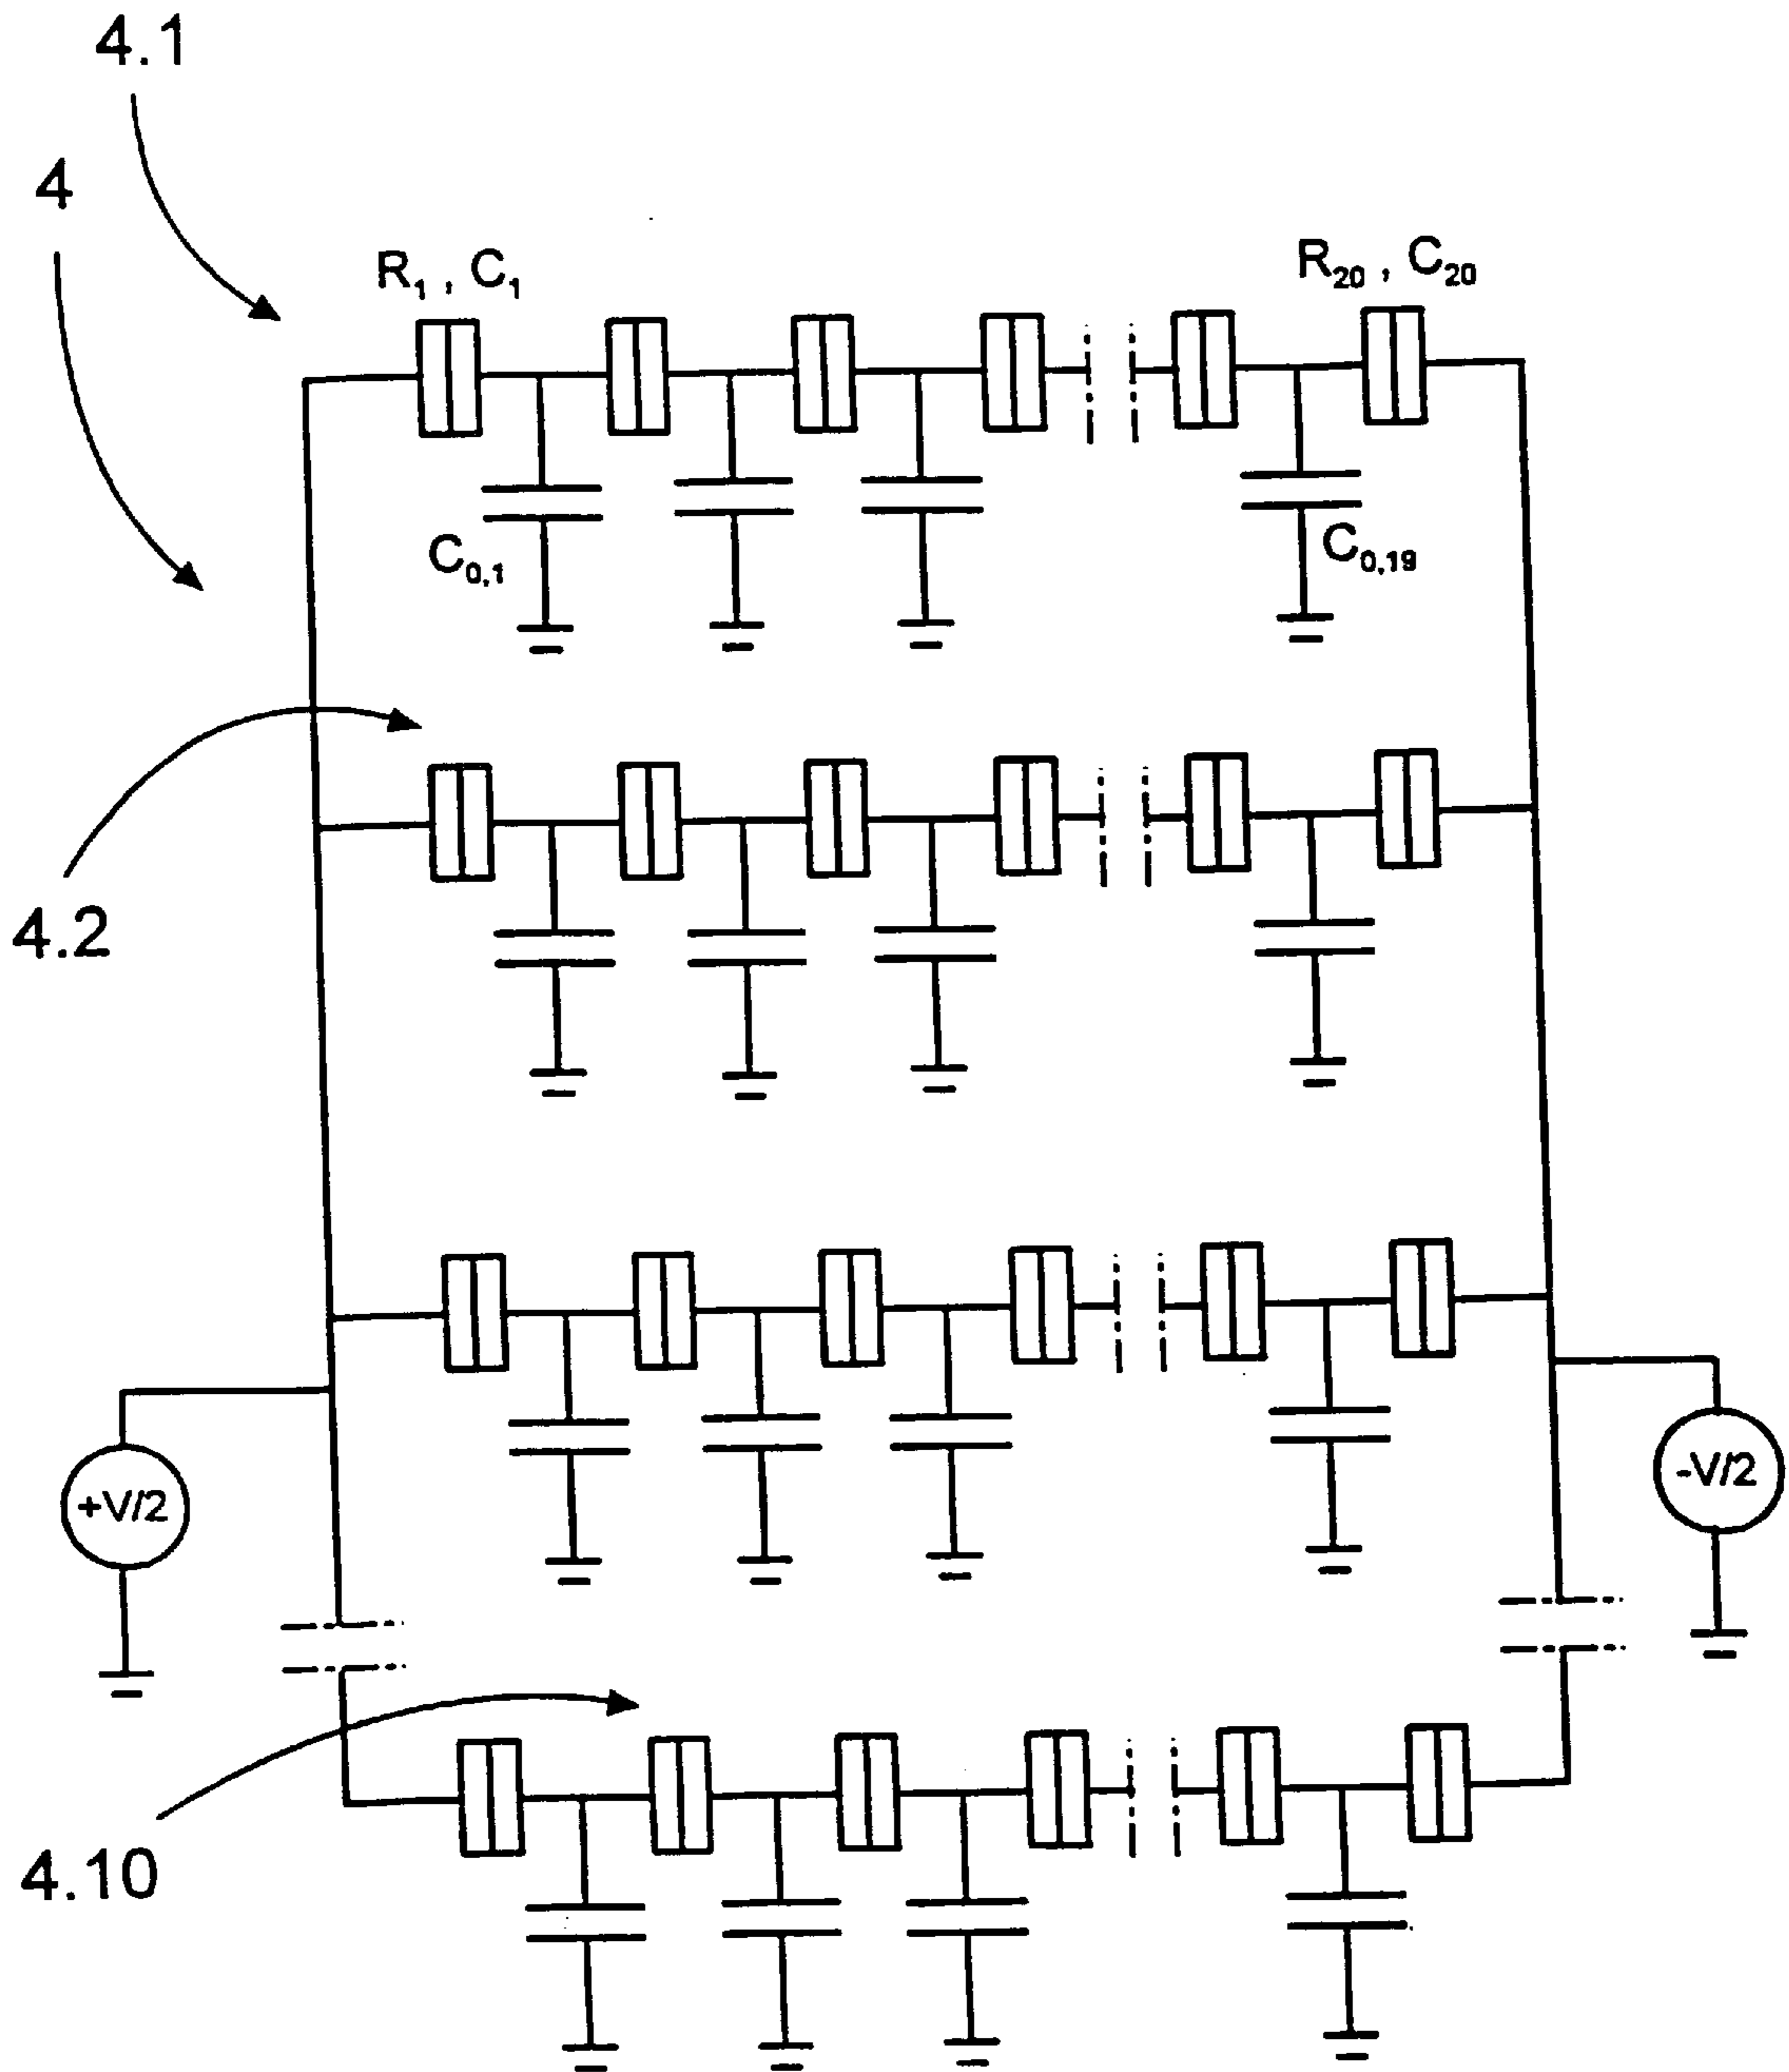 4.1
4
R₁ , C₁
R₂₀ , C₂₀
C₀,₁
C₀,₁₉
4.2
+V/2
-V/2
4.10